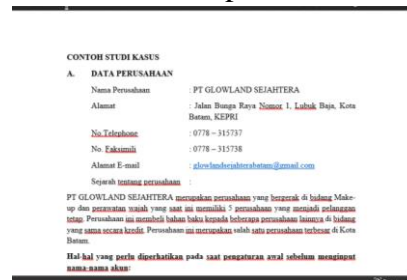 CONTOH STUDI KASUS
A. DATA PERUSAHAAN
Nama Perusahaan : PT GLOWLAND SEJAHTERA
Alamat : Jalan Bunga Raya Nomor 1, Lubuk Baja, Kota
Batam, KEPRI
No.Telephone : 0778 – 315737
No. Faksimili : 0778 – 315738
Alamat E-mail : glowlandsejahterabatam@gmail.com
Sejarah tentang perusahaan :
PT GLOWLAND SEJAHTERA merupakan perusahaan yang bergerak di bidang Make-
up dan perawatan wajah yang saat ini memiliki 5 perusahaan yang menjadi pelanggan
tetap. Perusahaan ini membeli bahan baku kepada beberapa perusahaan lainnya di bidang
yang sama secara kredit. Perusahaan ini merupakan salah satu perusahaan terbesar di Kota
Batam.
Hal-hal yang perlu diperhatikan pada saat pengaturan awal sebelum menginput
nama-nama akun: